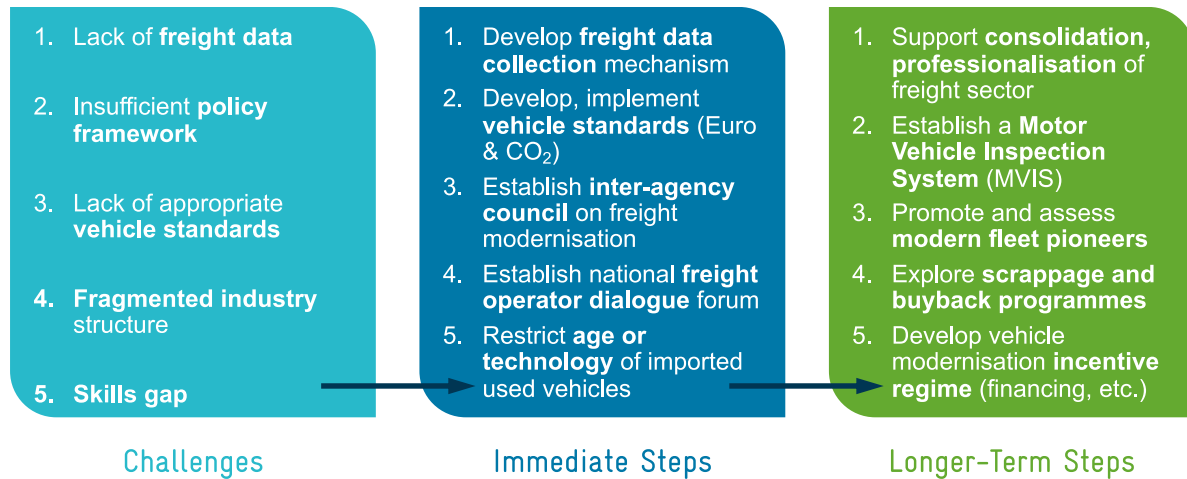 1. Lack of freight data
2. Insufficient policy
framework
3. Lack of appropriate
vehicle standards
4. Fragmented industry
structure
5. Skills gap
Challenges
1. Develop freight data
collection mechanism
2. Develop, implement
vehicle standards (Euro
& CO₂)
3. Establish inter-agency
council on freight
modernisation
4. Establish national freight
operator dialogue forum
5. Restrict age or
technology of imported
used vehicles
Immediate Steps
1. Support consolidation,
professionalisation of
freight sector
2. Establish a Motor
Vehicle Inspection
System (MVIS)
3. Promote and assess
modern fleet pioneers
4. Explore scrappage and
buyback programmes
5. Develop vehicle
modernisation incentive
regime (financing, etc.)
Longer-Term Steps